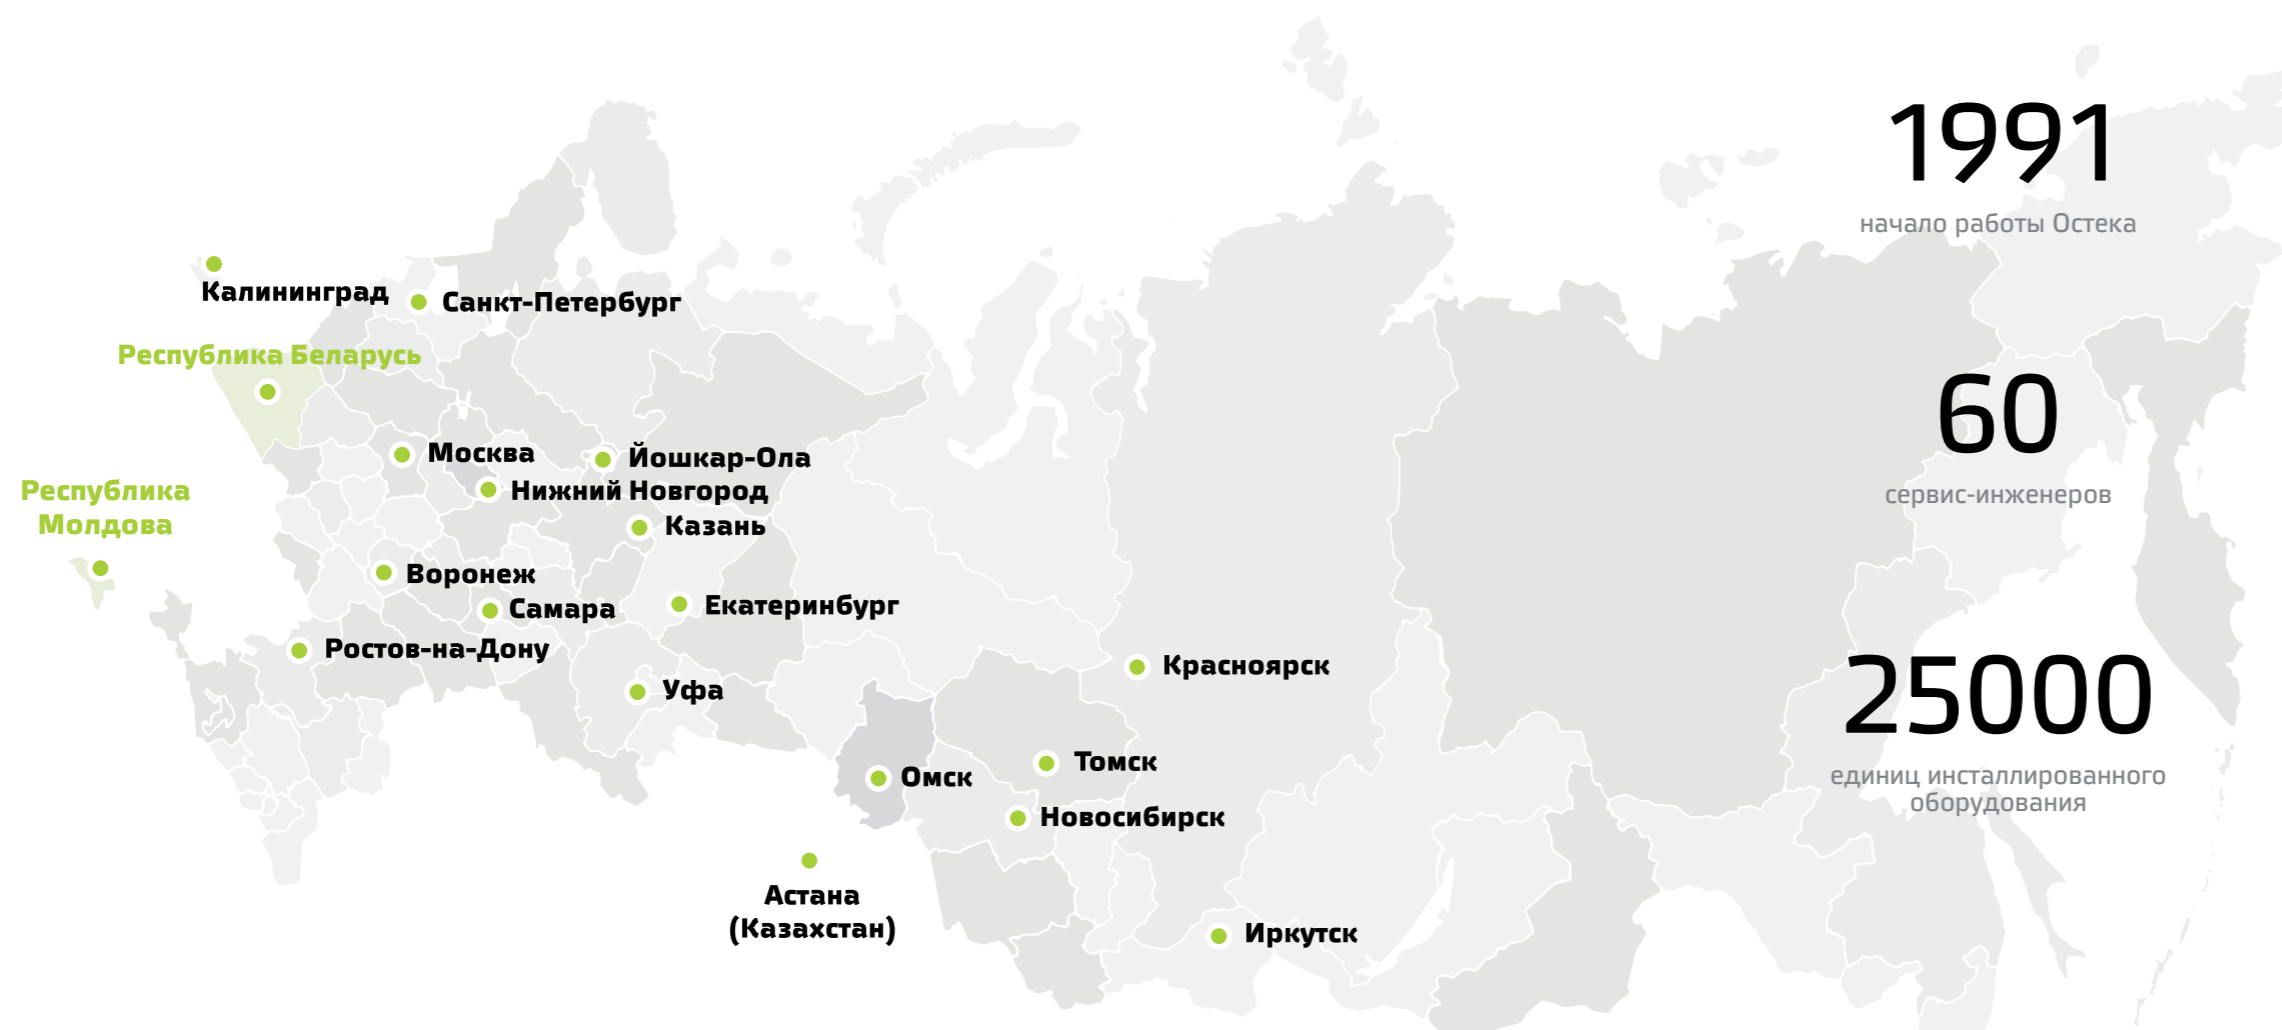 1991
начало работы Остека
Калининград
Санкт-Петербург
Республика Беларусь
60
сервис-инженеров
Москва
Йошкар-Ола
Нижний Новгород
Республика
Молдова
Казань
Воронеж
Самара
Екатеринбург
Ростов-на-Дону
Красноярск
Уфа
25000
единиц инсталлированного
оборудования
Томск
Омск
Новосибирск
Астана
(Казахстан)
Иркутск